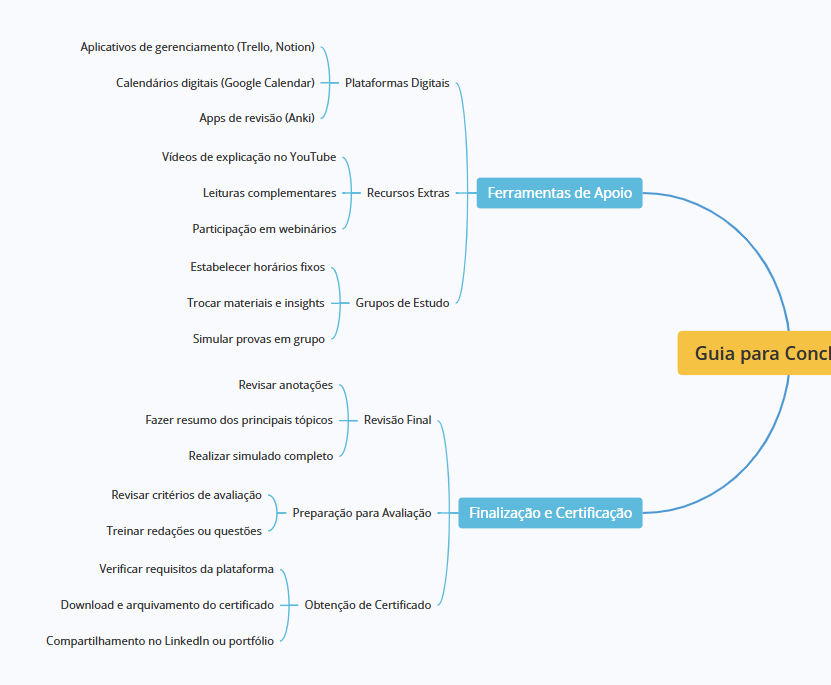 Aplicativos de gerenciamento (Trello, Notion)
Calendários digitais (Google Calendar)
Plataformas Digitais
Apps de revisão (Anki)
Vídeos de explicação no YouTube
Leituras complementares
Recursos Extras
Ferramentas de Apoio
Participação em webinários
Estabelecer horários fixos
Trocar materiais e insights
Grupos de Estudo
Simular provas em grupo
Guia para Concl
Revisar anotações
Fazer resumo dos principais tópicos
Revisão Final
Realizar simulado completo
Revisar critérios de avaliação
Preparação para Avaliação
Finalização e Certificação
Treinar redações ou questões
Verificar requisitos da plataforma
Download e arquivamento do certificado
Obtenção de Certificado
Compartilhamento no LinkedIn ou portfólio